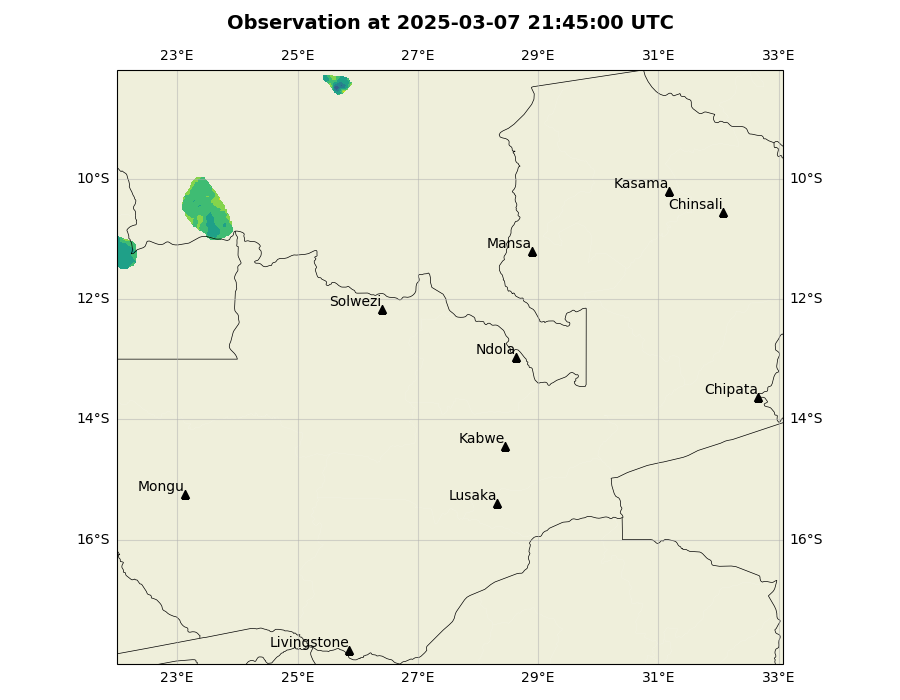 Observation at 2025-03-07 21:45:00 UTC
23°E 25°E 27°E 29°E 31°E 33°E
10°S 10°S
Kasama
Chinsali
Mansa
12°S 12°S
Solwezi
Ndola
Chipata
14°S 14°S
Kabwe
Mongu
Lusaka
16°S 16°S
Livingstone
23°E 25°E 27°E 29°E 31°E 33°E